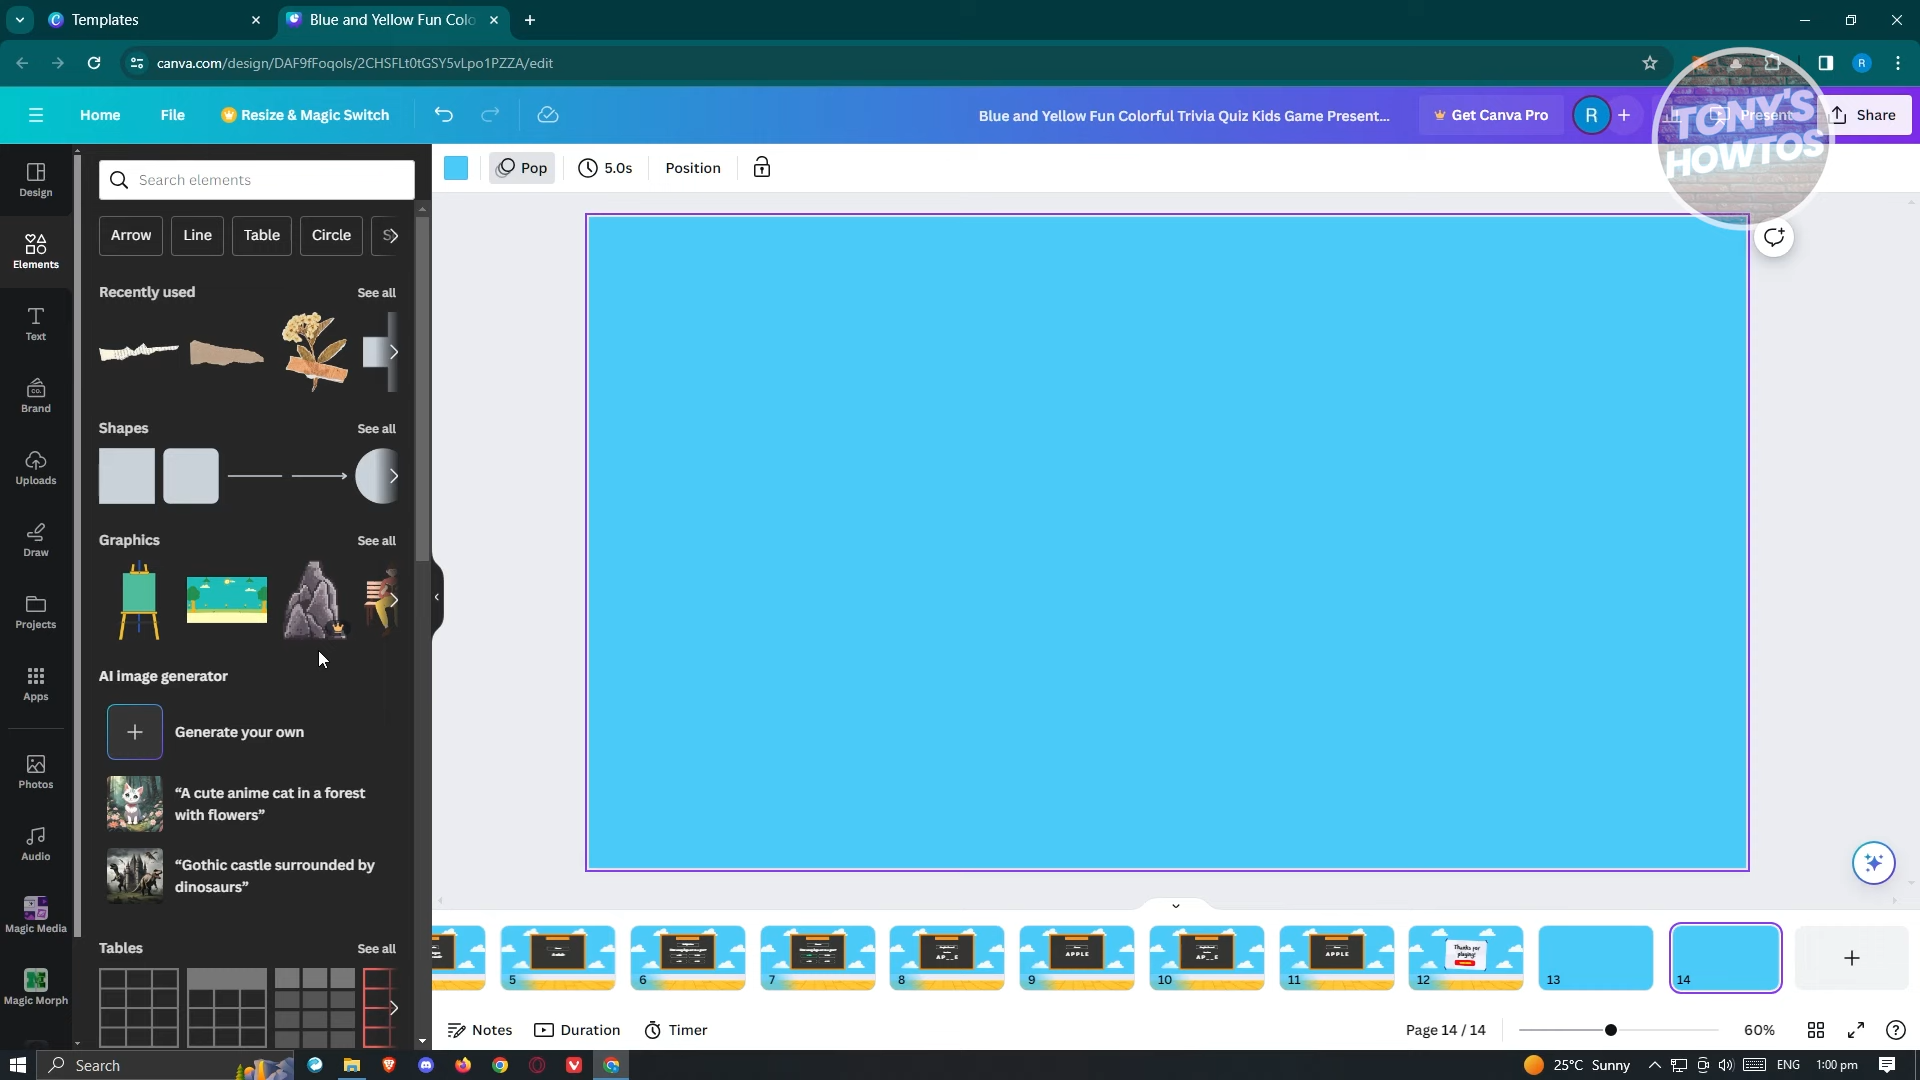 Templates
Blue and Yellow Fun Colo
canva.com/design/DAF9fFoqols/2CHSFLt0tGSY5vLpo1PZZA/edit
R
Home
File
Resize & Magic Switch
Blue and Yellow Fun Colorful Trivia Quiz Kids Game Present...
Get Canva Pro
R
Present
Share
TONY'S
HOWTOS
Design
Elements
Text
Brand
Uploads
Draw
Projects
Apps
Photos
Audio
Magic Media
Magic Morph
Search elements
Arrow
Line
Table
Circle
Recently used
See all
Shapes
See all
Graphics
See all
AI image generator
Generate your own
“A cute anime cat in a forest
with flowers”
“Gothic castle surrounded by
dinosaurs”
Tables
See all
Pop
5.0s
Position
5
6
7
8
AP__E
9
APPLE
10
AP__E
11
APPLE
12
Thanks for
playing!
13
14
Notes
Duration
Timer
Page 14 / 14
60%
Search
25°C Sunny
ENG
1:00 pm